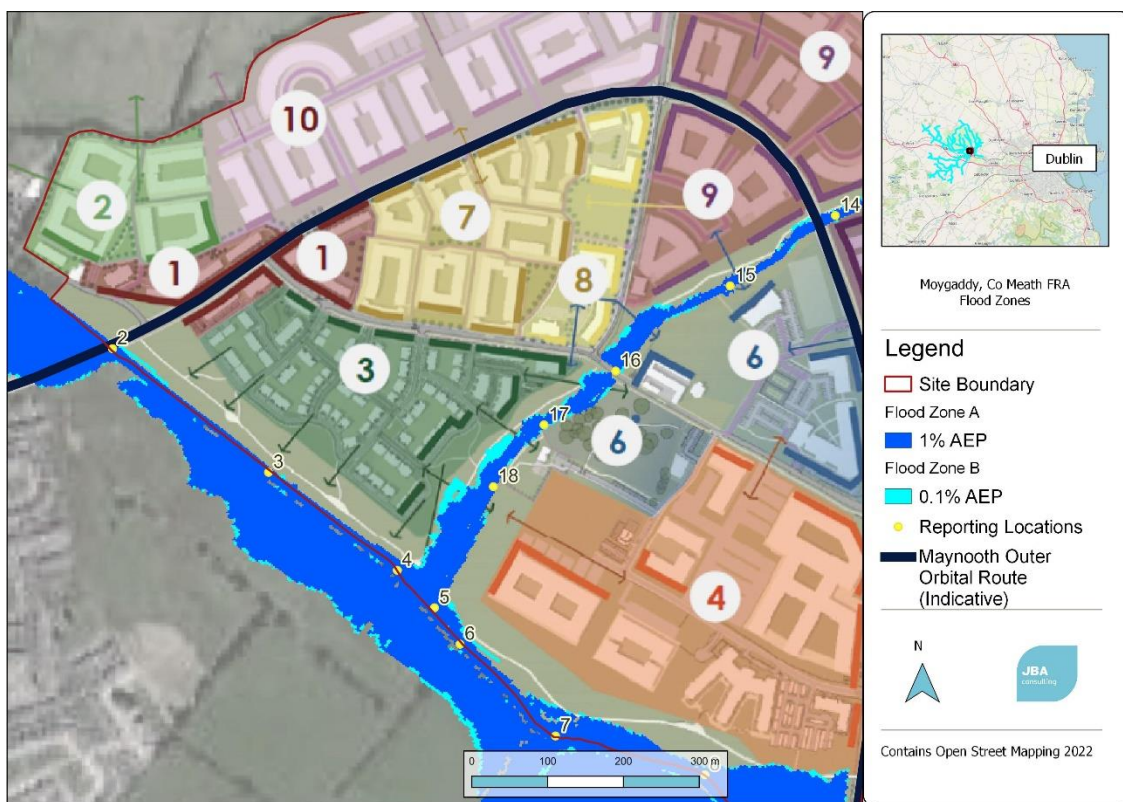 10
9
2
7
9
14
1
1
8
15
2
3
16
6
17
6
3
18
4
4
5
6
7
8
0 100 200 300 m
Dublin
Moygaddy, Co Meath FRA
Flood Zones
Legend
Site Boundary
Flood Zone A
1% AEP
Flood Zone B
0.1% AEP
Reporting Locations
Maynooth Outer
Orbital Route
(Indicative)
N
JBA
consulting
Contains Open Street Mapping 2022